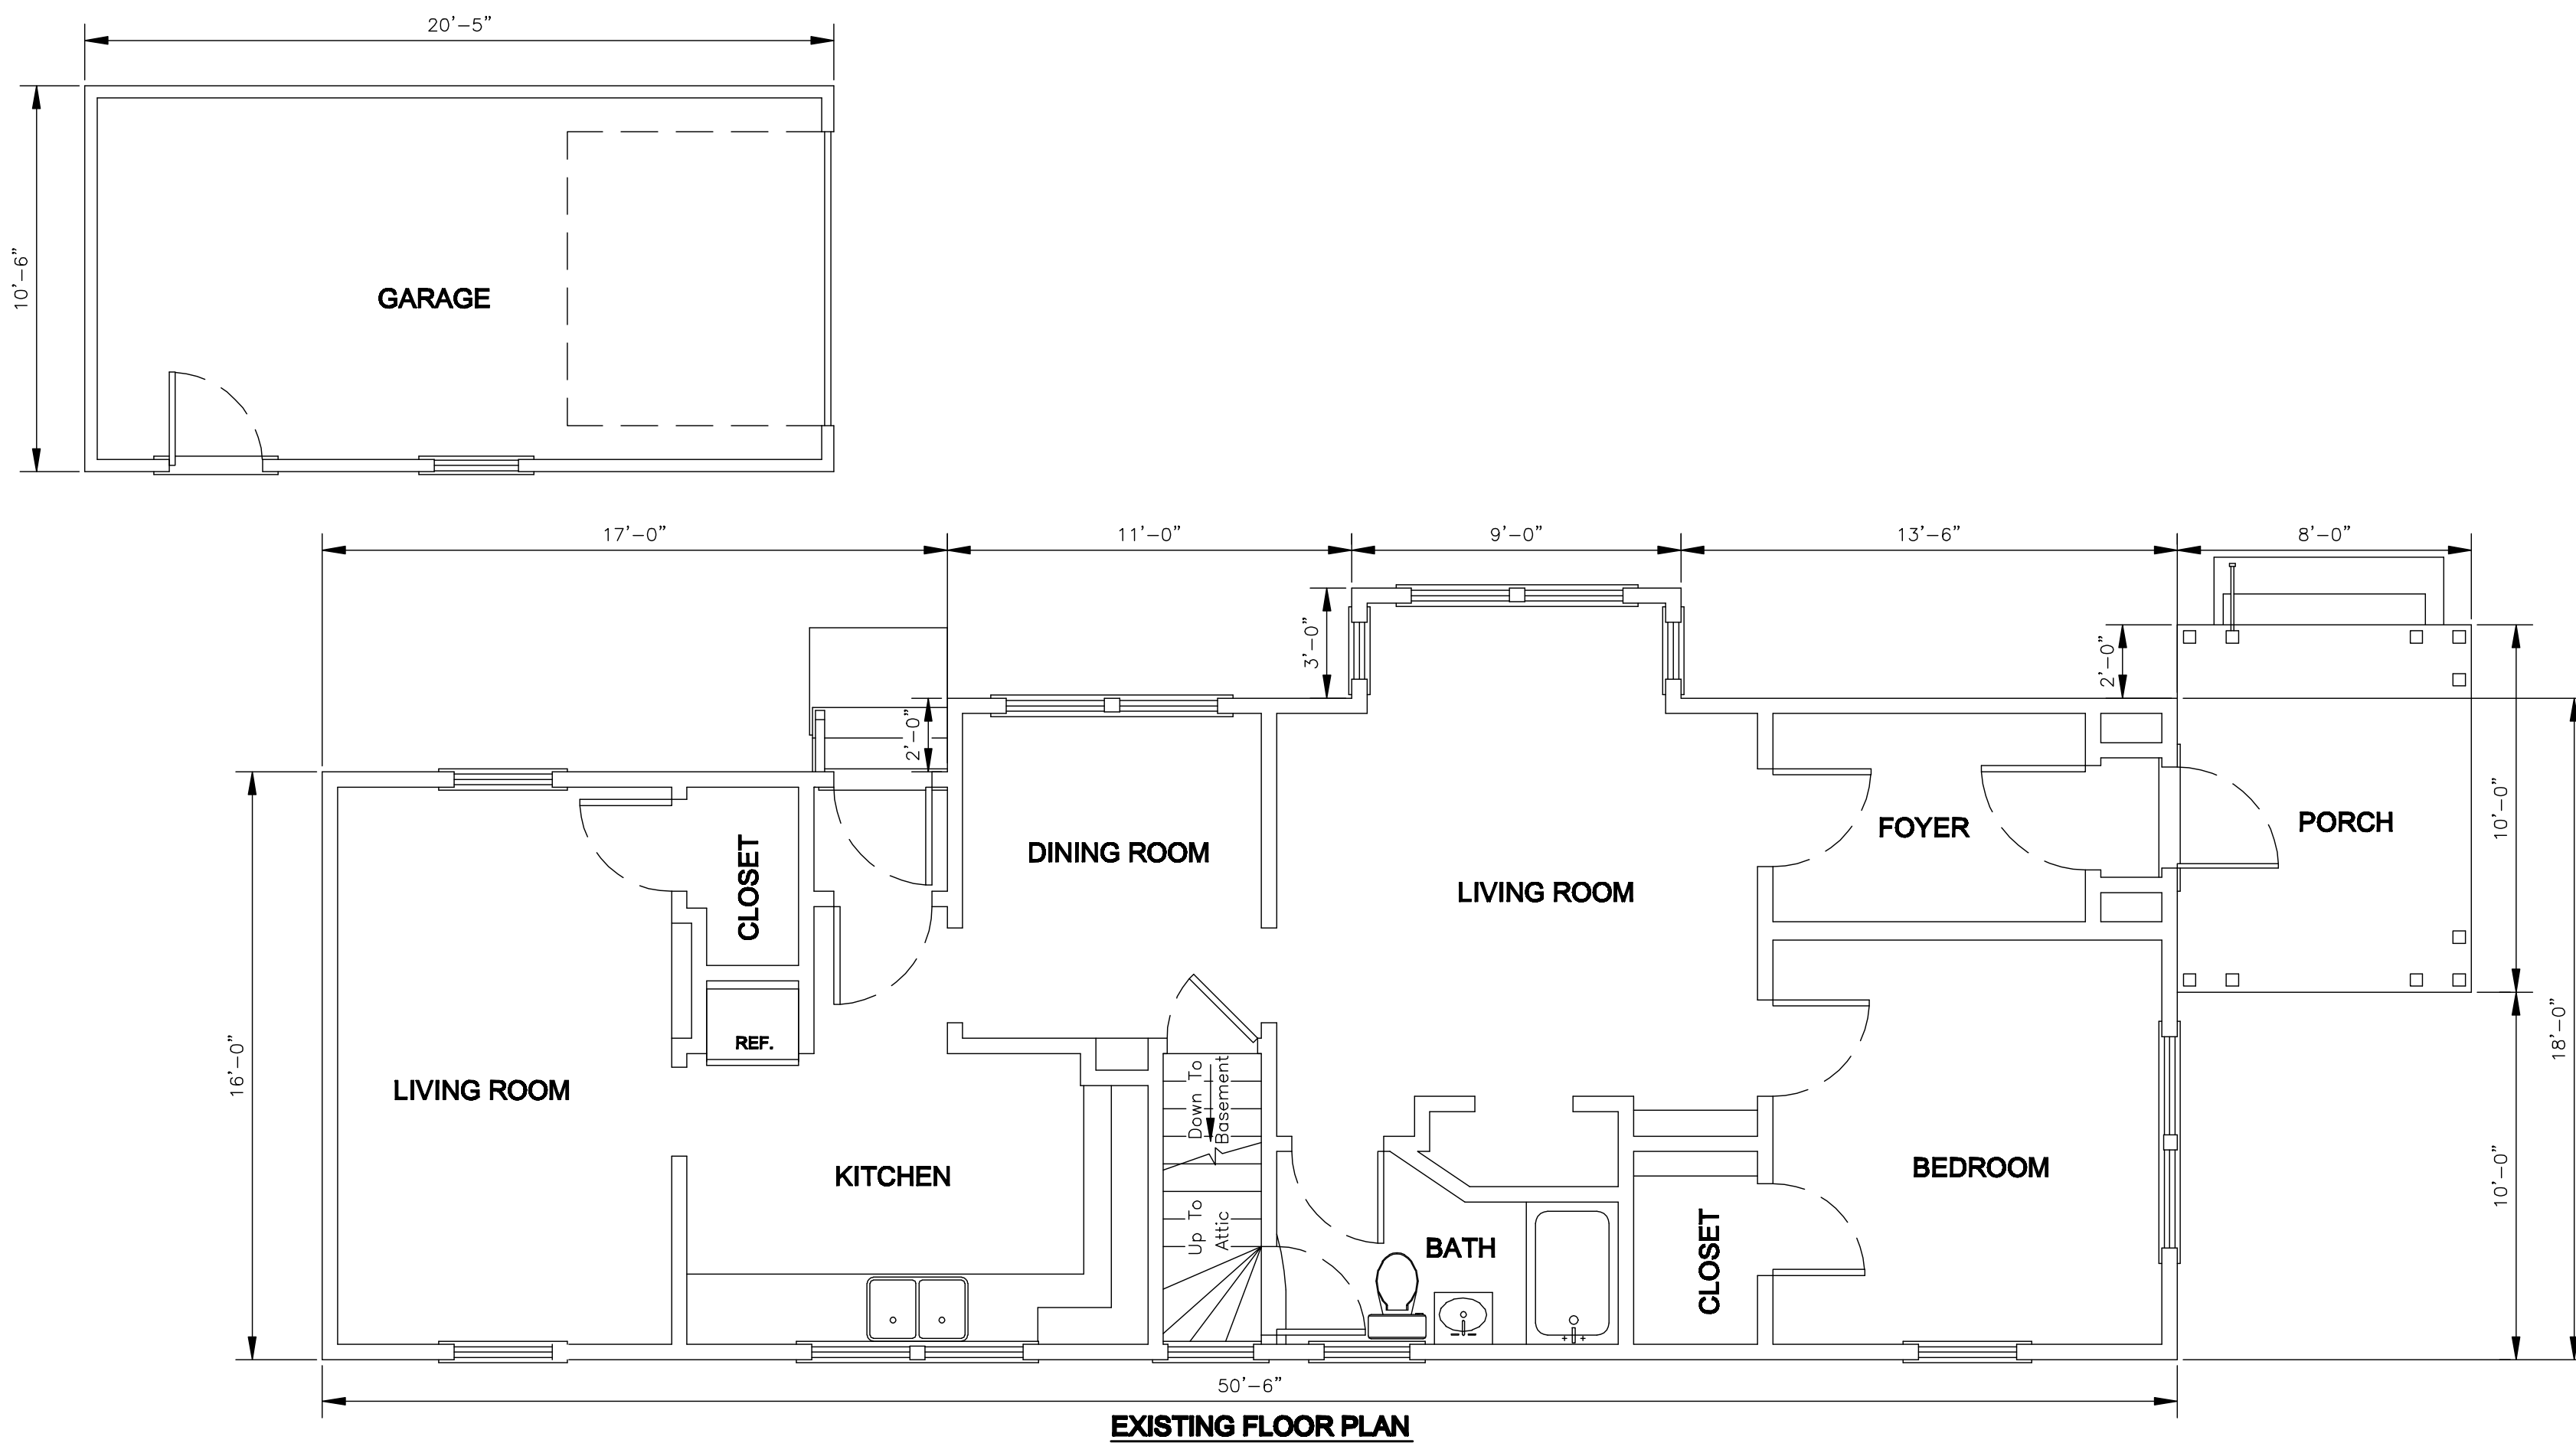 20'-5"
10'-6"
GARAGE
17'-0"
11'-0"
9'-0"
13'-6"
8'-0"
3'-0"
2'-0"
2'-0"
10'-0"
18'-0"
10'-0"
16'-0"
CLOSET
DINING ROOM
LIVING ROOM
FOYER
PORCH
REF.
LIVING ROOM
KITCHEN
Down To
Basement
Up To
Attic
BATH
CLOSET
BEDROOM
50'-6"
EXISTING FLOOR PLAN